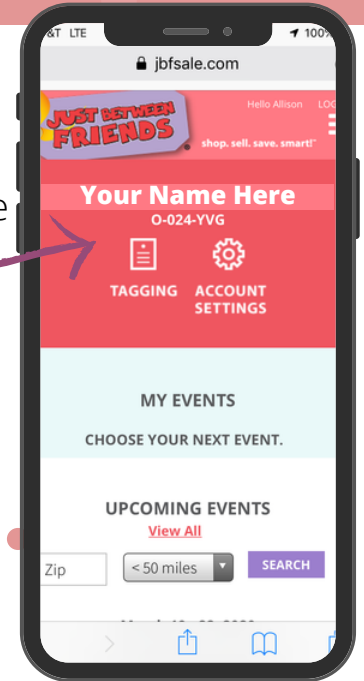 e
&T LTE 100%
jbfsale.com
JUST BETWEEN
FRIENDS
Hello Allison LOG
shop. sell. save. smart!
Your Name Here
O-024-YVG
TAGGING ACCOUNT
SETTINGS
MY EVENTS
CHOOSE YOUR NEXT EVENT.
UPCOMING EVENTS
View All
Zip < 50 miles SEARCH